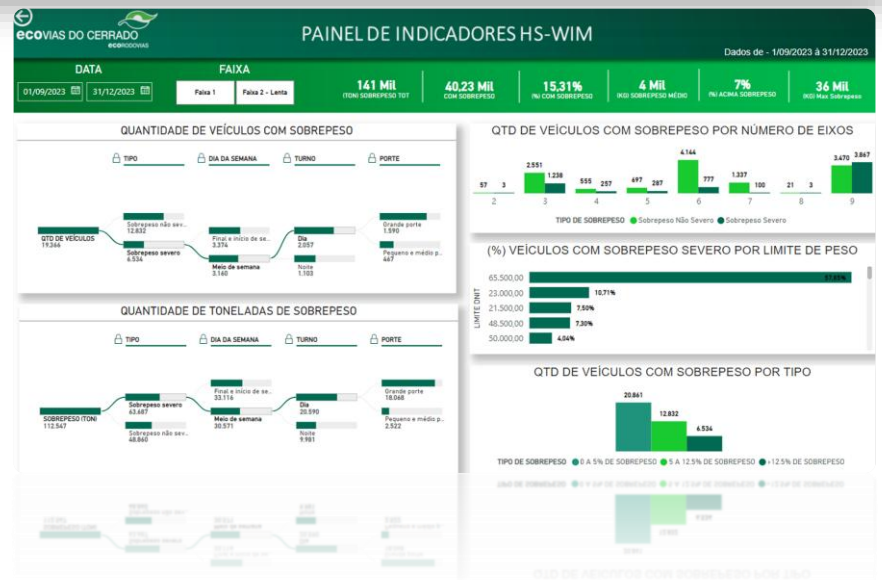 ecoVIAS DO CERRADO
ecoRODOVIAS
PAINEL DE INDICADORES HS-WIM
Dados de - 1/09/2023 à 31/12/2023
DATA
01/09/2023 31/12/2023
FAIXA
Faixa 1 Faixa 2 - Lenta
141 Mil
(TON) SOBREPESO TOT
40,23 Mil
COM SOBREPESO
15,31%
(%) COM SOBREPESO
4 Mil
(KG) SOBREPESO MÉDIO
7%
(%) ACIMA SOBREPESO
36 Mil
(KG) Max Sobrepeso
QUANTIDADE DE VEÍCULOS COM SOBREPESO
TIPO DIA DA SEMANA TURNO PORTE
QTD DE VEÍCULOS
19.366
Sobrepeso não sev...
12.832
Sobrepeso severo
6.534
Final e início de se...
3.374
Meio de semana
3.160
Dia
2.057
Noite
1.103
Grande porte
1.590
Pequeno e médio p...
467
QUANTIDADE DE TONELADAS DE SOBREPESO
TIPO DIA DA SEMANA TURNO PORTE
SOBREPESO (TON)
112.547
Sobrepeso severo
63.687
Sobrepeso não sev...
48.860
Final e início de se...
33.116
Meio de semana
30.571
Dia
20.590
Noite
9.981
Grande porte
18.068
Pequeno e médio p...
2.522
QTD DE VEÍCULOS COM SOBREPESO POR NÚMERO DE EIXOS
57 3 2.551 1.238 555 257 697 287 4.144 777 1.337 100 21 3 3.470 3.867
2 3 4 5 6 7 8 9
TIPO DE SOBREPESO Sobrepeso Não Severo Sobrepeso Severo
(%) VEÍCULOS COM SOBREPESO SEVERO POR LIMITE DE PESO
LIMITE DNIT
65.500,00
23.000,00 10,71%
21.500,00 7,50%
48.500,00 7,30%
50.000,00 4,04%
QTD DE VEÍCULOS COM SOBREPESO POR TIPO
20.861
12.832
6.534
TIPO DE SOBREPESO 0 A 5% DE SOBREPESO 5 A 12.5% DE SOBREPESO +12.5% DE SOBREPESO